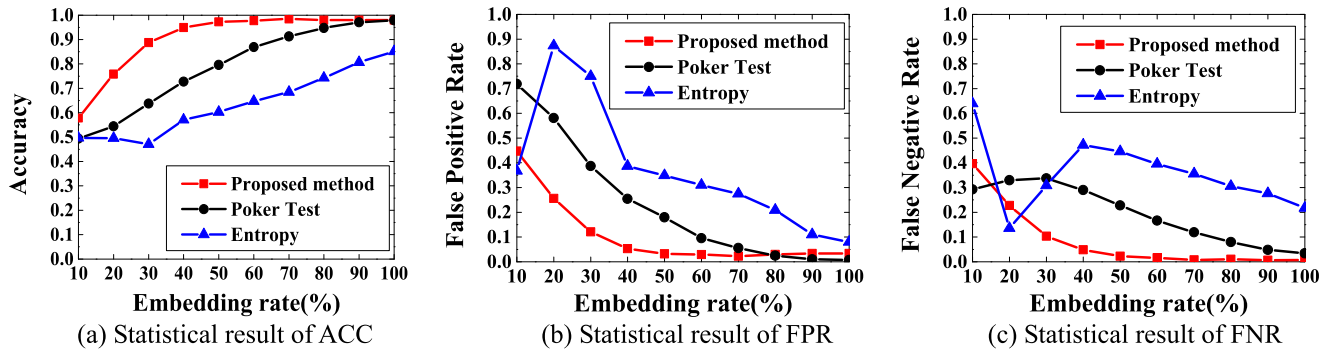 1.0
0.9
0.8
0.7
0.6
0.5
0.4
0.3
0.2
0.1
0.0
Accuracy
Proposed method
Poker Test
Entropy
10 20 30 40 50 60 70 80 90 100
Embedding rate(%)
(a) Statistical result of ACC
1.0
0.9
0.8
0.7
0.6
0.5
0.4
0.3
0.2
0.1
0.0
False Positive Rate
Proposed method
Poker Test
Entropy
10 20 30 40 50 60 70 80 90 100
Embedding rate(%)
(b) Statistical result of FPR
1.0
0.9
0.8
0.7
0.6
0.5
0.4
0.3
0.2
0.1
0.0
False Negative Rate
Proposed method
Poker Test
Entropy
10 20 30 40 50 60 70 80 90 100
Embedding rate(%)
(c) Statistical result of FNR